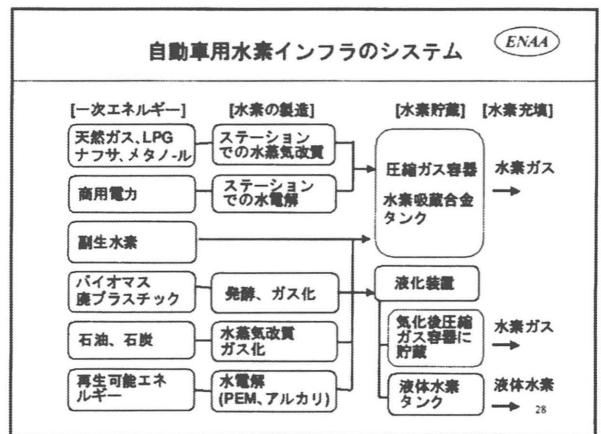 ENAA
自動車用水素インフラのシステム
[一次エネルギー] [水素の製造] [水素貯蔵] [水素充填]
天然ガス、LPG
ナフサ、メタノ-ル
ステーション
での水蒸気改質
圧縮ガス容器
水素吸蔵合金
タンク
水素ガス
商用電力
ステーション
での水電解
副生水素
バイオマス
廃プラスチック
発酵、ガス化
液化装置
石油、石炭
水蒸気改質
ガス化
気化後圧縮
ガス容器に
貯蔵
水素ガス
再生可能エネ
ルギー
水電解
(PEM、アルカリ)
液体水素
タンク
液体水素
28